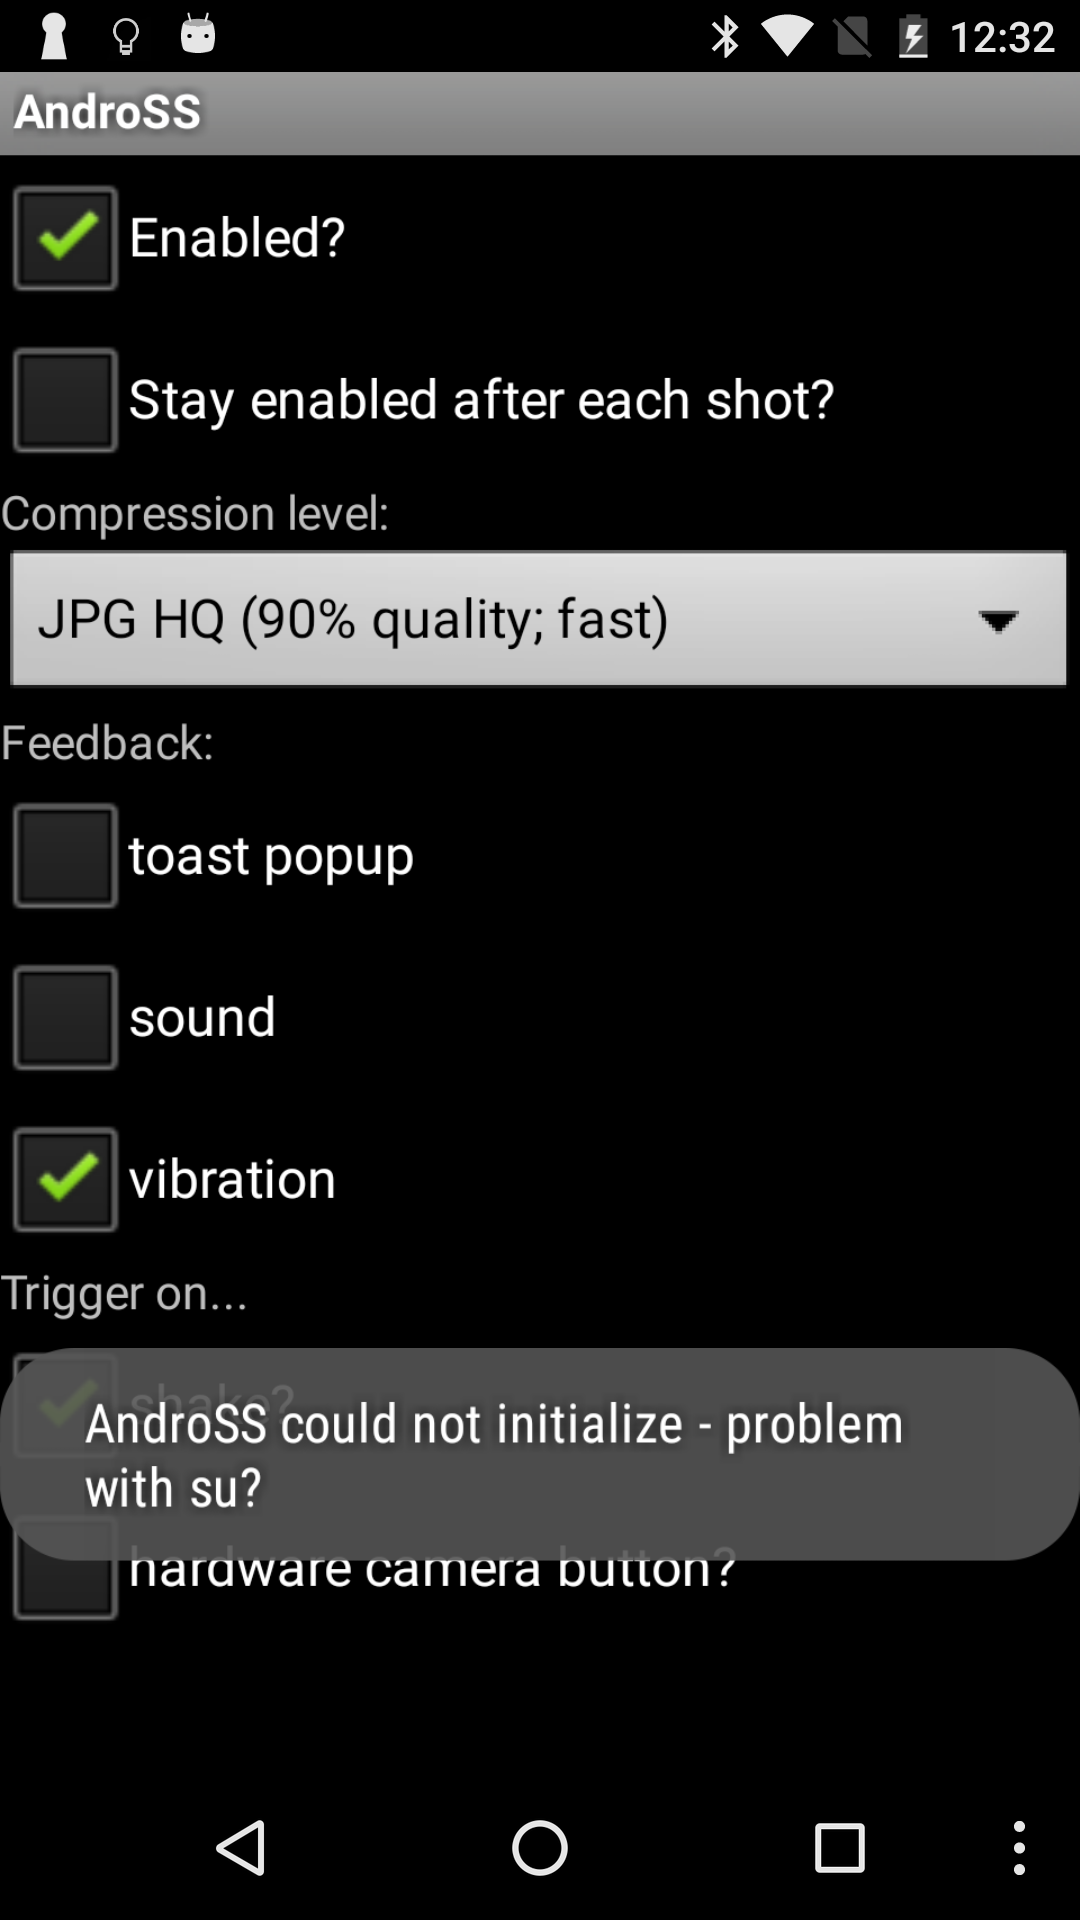 12:32
AndroSS
Enabled?
Stay enabled after each shot?
Compression level:
JPG HQ (90% quality; fast)
Feedback:
toast popup
sound
vibration
Trigger on...
shake?
AndroSS could not initialize - problem
with su?
hardware camera button?